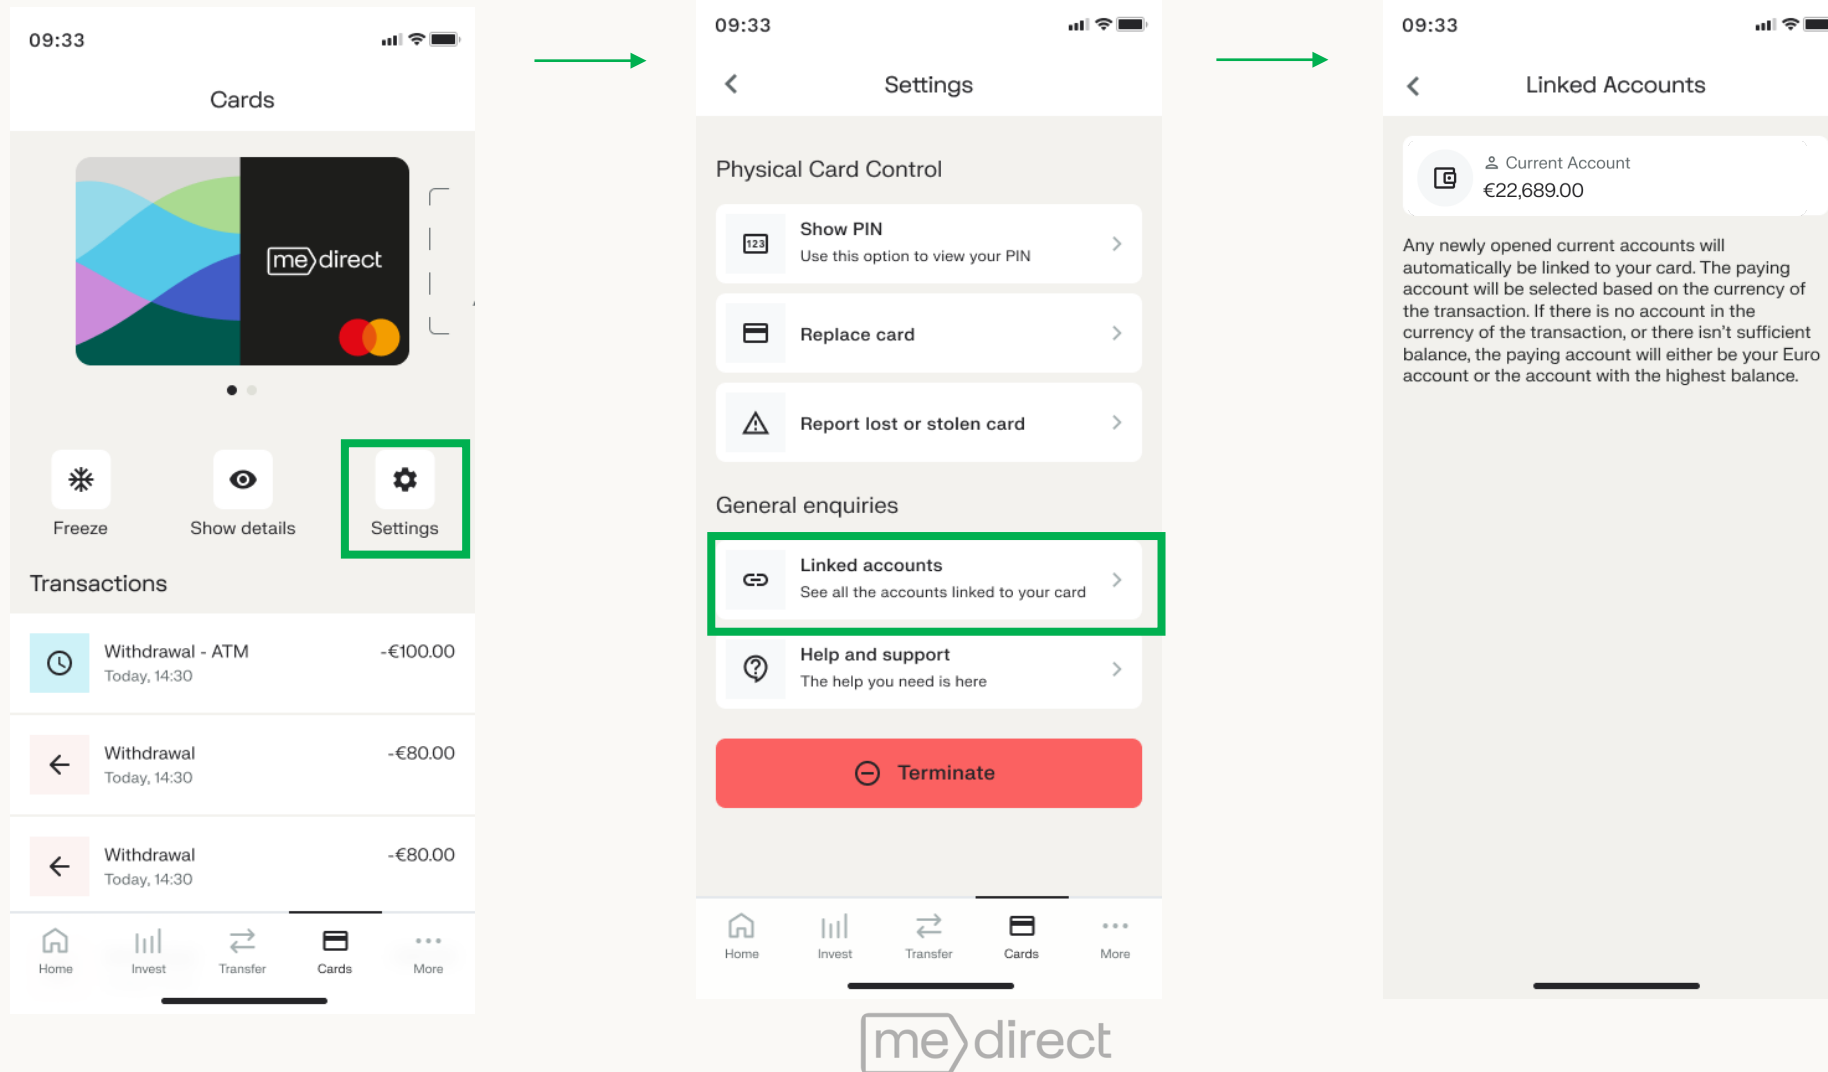 09:33
Cards
me direct
Freeze
Show details
Settings
Transactions
Withdrawal - ATM
-€100.00
Today, 14:30
Withdrawal
-€80.00
Today, 14:30
Withdrawal
-€80.00
Today, 14:30
Home
Invest
Transfer
Cards
More
09:33
Settings
Physical Card Control
123
Show PIN
Use this option to view your PIN
Replace card
Report lost or stolen card
General enquiries
Linked accounts
See all the accounts linked to your card
Help and support
The help you need is here
Terminate
Home
Invest
Transfer
Cards
More
09:33
Linked Accounts
Current Account
€22,689.00
Any newly opened current accounts will
automatically be linked to your card. The paying
account will be selected based on the currency of
the transaction. If there is no account in the
currency of the transaction, or there isn't sufficient
balance, the paying account will either be your Euro
account or the account with the highest balance.
me direct